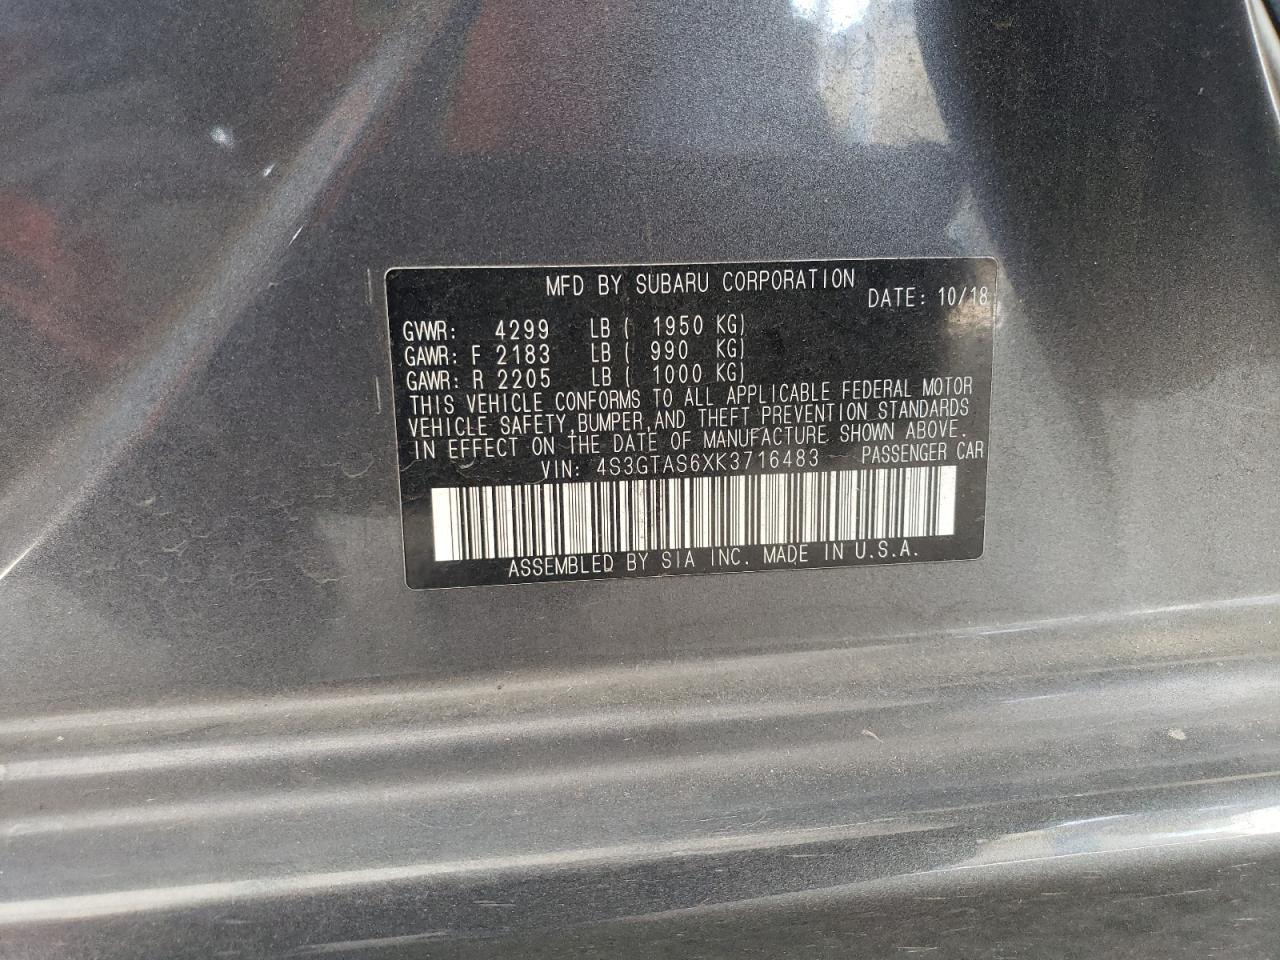 MFD BY SUBARU CORPORATION
DATE: 10/18
GVWR: 4299 LB ( 1950 KG)
GAWR: F 2183 LB ( 990 KG)
GAWR: R 2205 LB ( 1000 KG)
THIS VEHICLE CONFORMS TO ALL APPLICABLE FEDERAL MOTOR
VEHICLE SAFETY, BUMPER, AND THEFT PREVENTION STANDARDS
IN EFFECT ON THE DATE OF MANUFACTURE SHOWN ABOVE.
VIN: 4S3GTAS6XK3716483 PASSENGER CAR
ASSEMBLED BY SIA INC. MADE IN U.S.A.